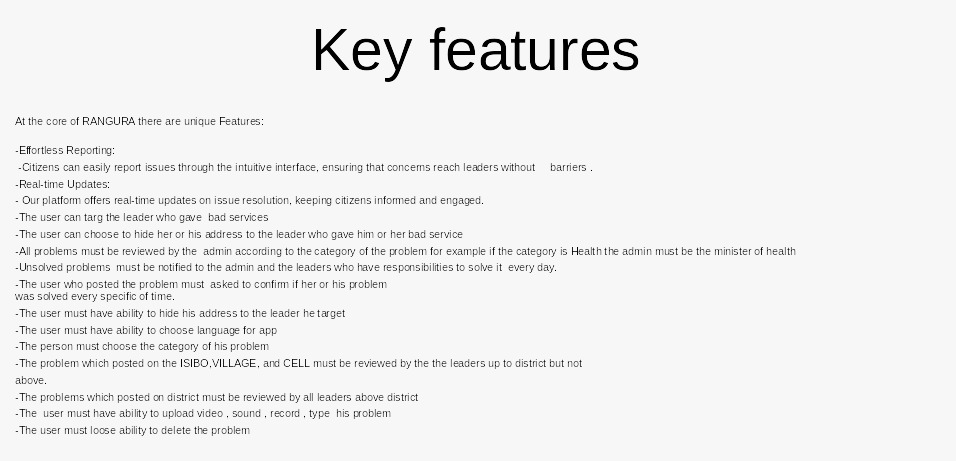 Key features
At the core of RANGURA there are unique Features:
-Effortless Reporting:
-Citizens can easily report issues through the intuitive interface, ensuring that concerns reach leaders without barriers .
-Real-time Updates:
- Our platform offers real-time updates on issue resolution, keeping citizens informed and engaged.
-The user can targ the leader who gave bad services
-The user can choose to hide her or his address to the leader who gave him or her bad service
-All problems must be reviewed by the admin according to the category of the problem for example if the category is Health the admin must be the minister of health
-Unsolved problems must be notified to the admin and the leaders who have responsibilities to solve it every day.
-The user who posted the problem must asked to confirm if her or his problem
was solved every specific of time.
-The user must have ability to hide his address to the leader he target
-The user must have ability to choose language for app
-The person must choose the category of his problem
-The problem which posted on the ISIBO,VILLAGE, and CELL must be reviewed by the the leaders up to district but not
above.
-The problems which posted on district must be reviewed by all leaders above district
-The user must have ability to upload video , sound , record , type his problem
-The user must loose ability to delete the problem